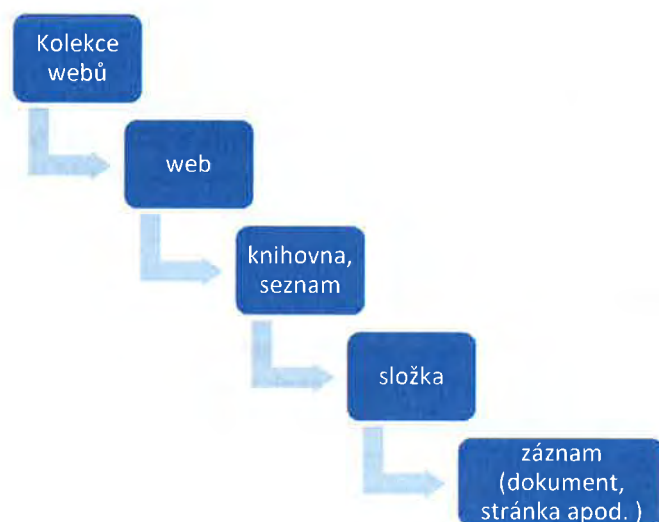 Kolekce
webů
web
knihovna,
seznam
složka
záznam
(dokument,
stránka apod. )